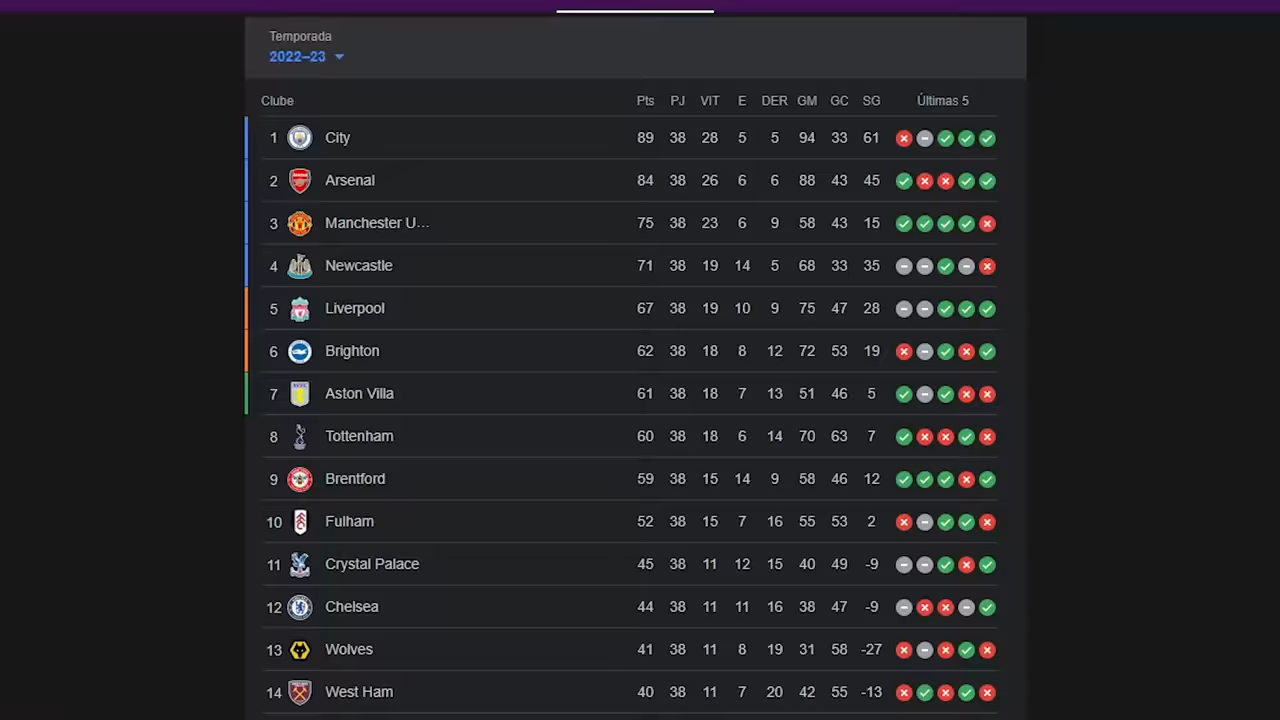 Temporada
2022–23
Clube Pts PJ VIT E DER GM GC SG Últimas 5
1 City 89 38 28 5 5 94 33 61
2 Arsenal 84 38 26 6 6 88 43 45
3 Manchester U... 75 38 23 6 9 58 43 15
4 Newcastle 71 38 19 14 5 68 33 35
5 Liverpool 67 38 19 10 9 75 47 28
6 Brighton 62 38 18 8 12 72 53 19
7 Aston Villa 61 38 18 7 13 51 46 5
8 Tottenham 60 38 18 6 14 70 63 7
9 Brentford 59 38 15 14 9 58 46 12
10 Fulham 52 38 15 7 16 55 53 2
11 Crystal Palace 45 38 11 12 15 40 49 -9
12 Chelsea 44 38 11 11 16 38 47 -9
13 Wolves 41 38 11 8 19 31 58 -27
14 West Ham 40 38 11 7 20 42 55 -13